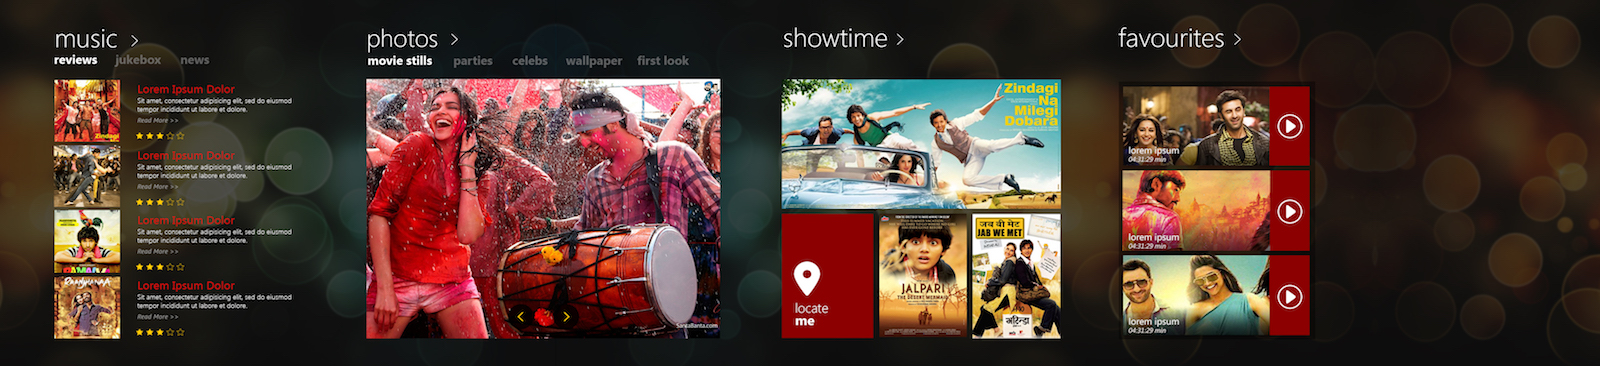 music >
reviews jukebox news
Lorem Ipsum Dolor
Sit amet, consectetur adipisicing elit, sed do eiusmod
tempor incididunt ut labore et dolore.
Read More >>
Lorem Ipsum Dolor
Sit amet, consectetur adipisicing elit, sed do eiusmod
tempor incididunt ut labore et dolore.
Read More >>
Lorem Ipsum Dolor
Sit amet, consectetur adipisicing elit, sed do eiusmod
tempor incididunt ut labore et dolore.
Read More >>
Lorem Ipsum Dolor
Sit amet, consectetur adipisicing elit, sed do eiusmod
tempor incididunt ut labore et dolore.
Read More >>
Zindagi
RAANJHANAA
photos >
movie stills parties celebs wallpaper first look
Santabanta.com
showtime >
Zindagi
Na
Milegi
Dobara
locate
me
JALPARI
THE DESERT MERMAID
जब वी मेट
JAB WE MET
favourites >
lorem ipsum
04:31:29 min
lorem ipsum
04:31:29 min
lorem ipsum
04:31:29 min